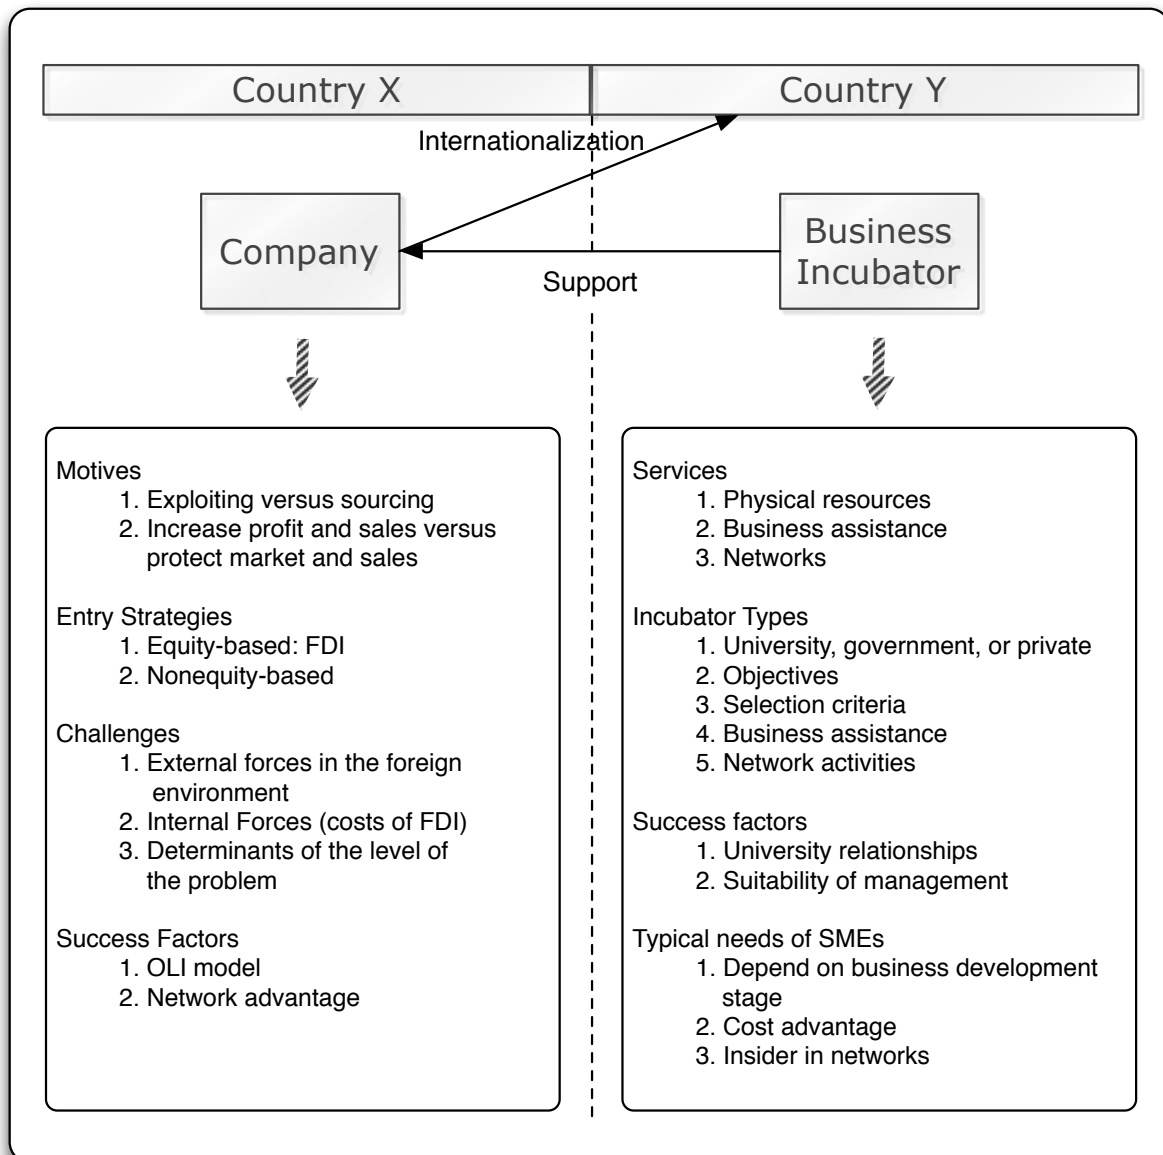 Country X
Country Y
Internationalization
Company
Business
Incubator
Support
Motives
1. Exploiting versus sourcing
2. Increase profit and sales versus
protect market and sales
Entry Strategies
1. Equity-based: FDI
2. Nonequity-based
Challenges
1. External forces in the foreign
environment
2. Internal Forces (costs of FDI)
3. Determinants of the level of
the problem
Success Factors
1. OLI model
2. Network advantage
Services
1. Physical resources
2. Business assistance
3. Networks
Incubator Types
1. University, government, or private
2. Objectives
3. Selection criteria
4. Business assistance
5. Network activities
Success factors
1. University relationships
2. Suitability of management
Typical needs of SMEs
1. Depend on business development
stage
2. Cost advantage
3. Insider in networks